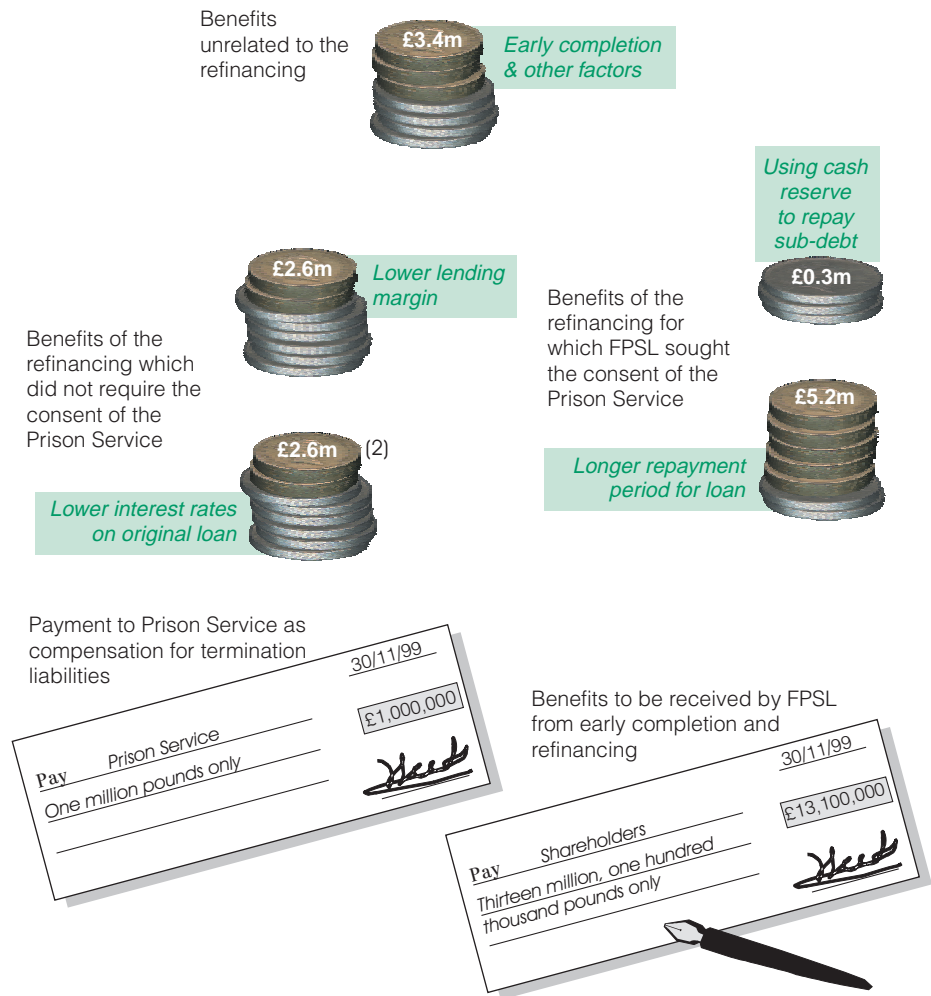 Benefits
unrelated to the
refinancing
£3.4m
Early completion
& other factors
Using cash
reserve
to repay
sub-debt
£0.3m
£2.6m
Lower lending
margin
Benefits of the
refinancing which
did not require the
consent of the
Prison Service
Benefits of the
refinancing for
which FPSL sought
the consent of the
Prison Service
£2.6m (2)
Lower interest rates
on original loan
£5.2m
Longer repayment
period for loan
Payment to Prison Service as
compensation for termination
liabilities
30/11/99
£1,000,000
Pay Prison Service
One million pounds only
Benefits to be received by FPSL
from early completion and
refinancing
30/11/99
£13,100,000
Pay Shareholders
Thirteen million, one hundred
thousand pounds only